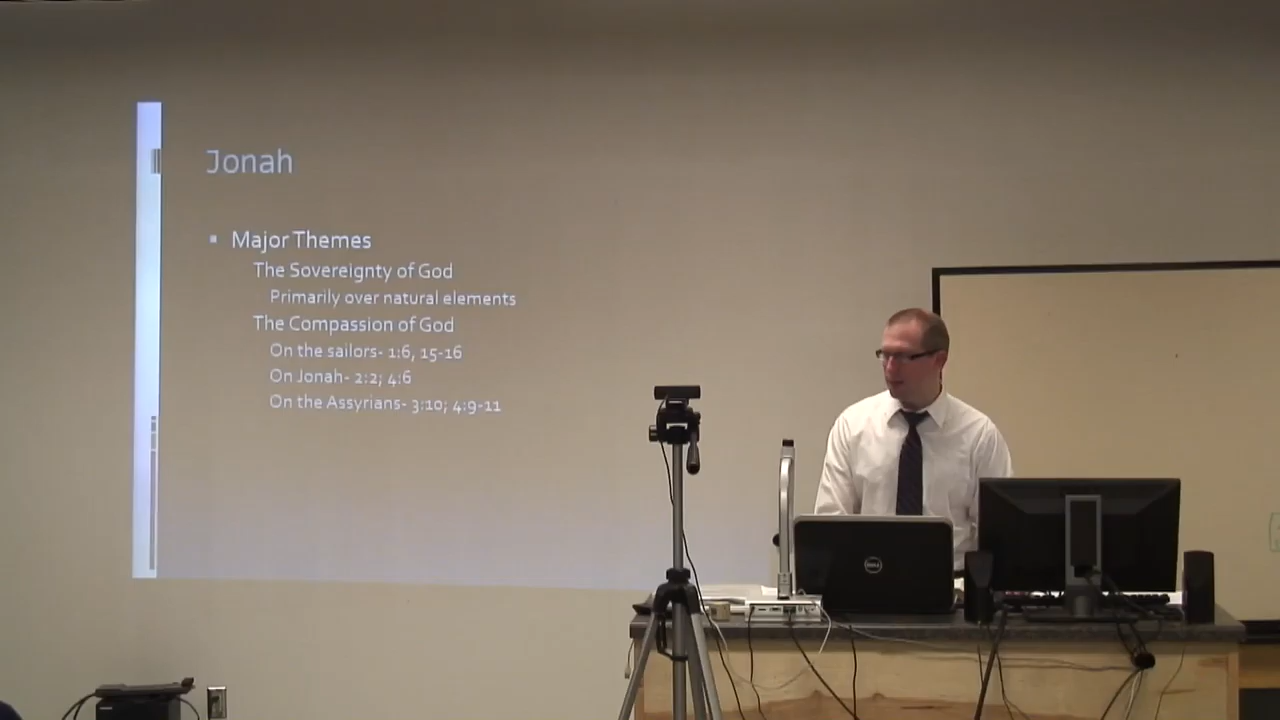 Jonah
▪ Major Themes
The Sovereignty of God
Primarily over natural elements
The Compassion of God
On the sailors- 1:6, 15-16
On Jonah- 2:2; 4:6
On the Assyrians- 3:10; 4:9-11
DELL